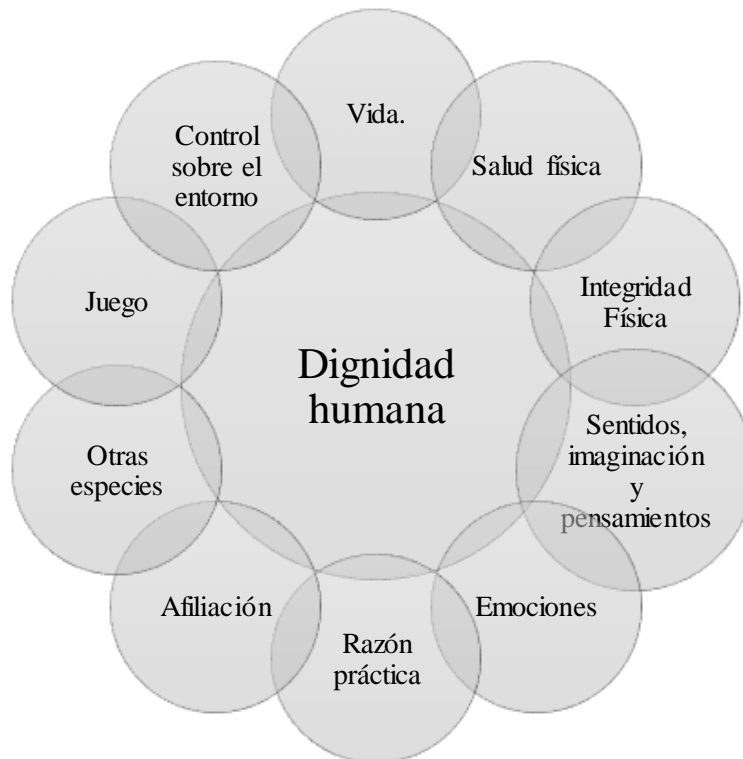 Vida.
Salud física
Integridad
Física
Sentidos,
imaginación
y
pensamientos
Emociones
Razón
práctica
Afiliación
Otras
especies
Juego
Control
sobre el
entorno
Dignidad
humana